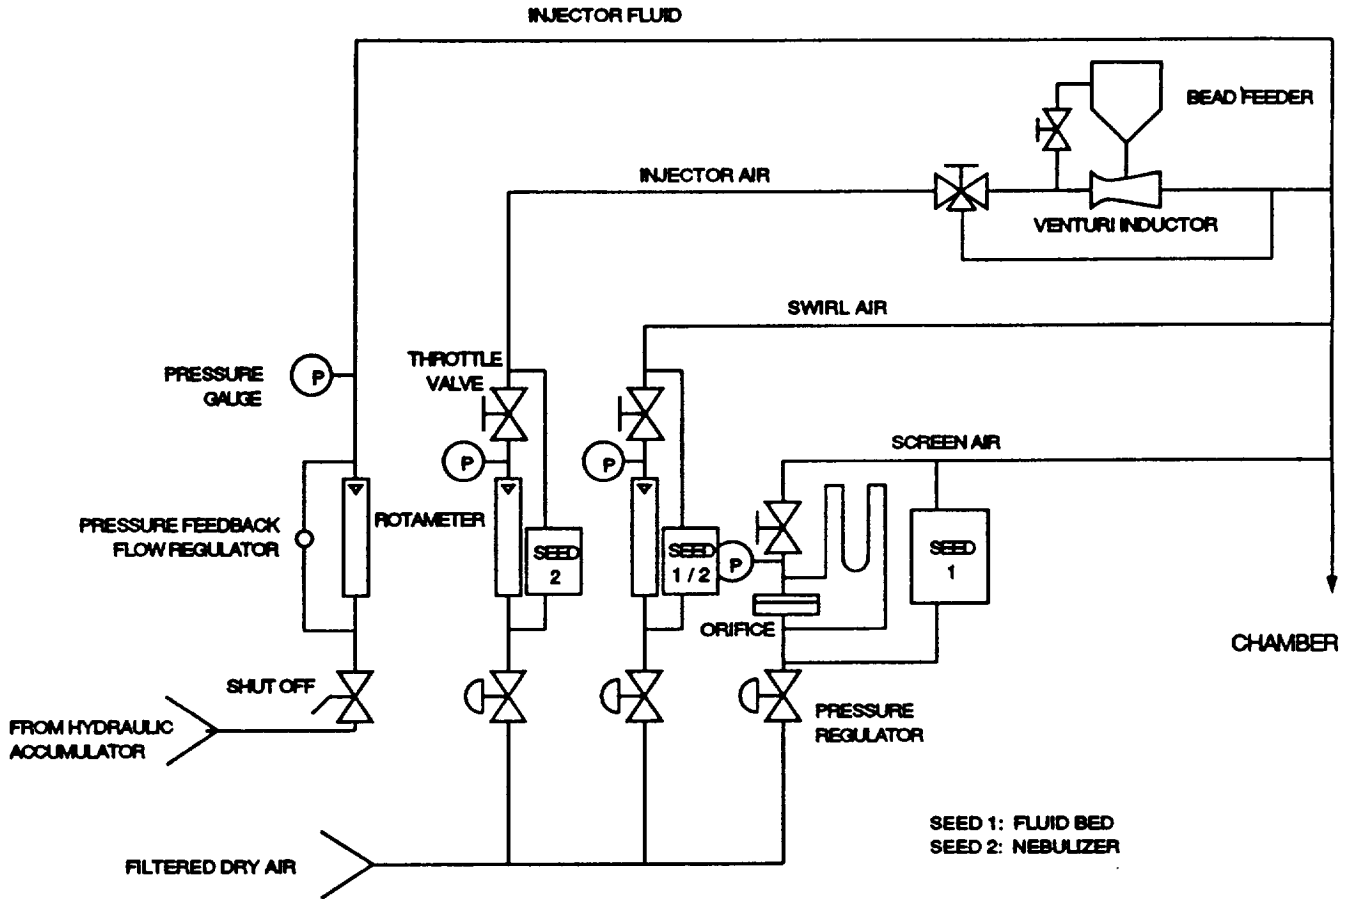 INJECTOR FLUID
BEAD FEEDER
INJECTOR AIR
VENTURI INDUCTOR
SWIRL AIR
THROTTLE
VALVE
PRESSURE
GAUGE
P
P
P
SCREEN AIR
ROTAMETER
PRESSURE FEEDBACK
FLOW REGULATOR
SEED
2
SEED
1 / 2
P
SEED
1
ORIFICE
CHAMBER
SHUT OFF
FROM HYDRAULIC
ACCUMULATOR
PRESSURE
REGULATOR
SEED 1: FLUID BED
SEED 2: NEBULIZER
FILTERED DRY AIR